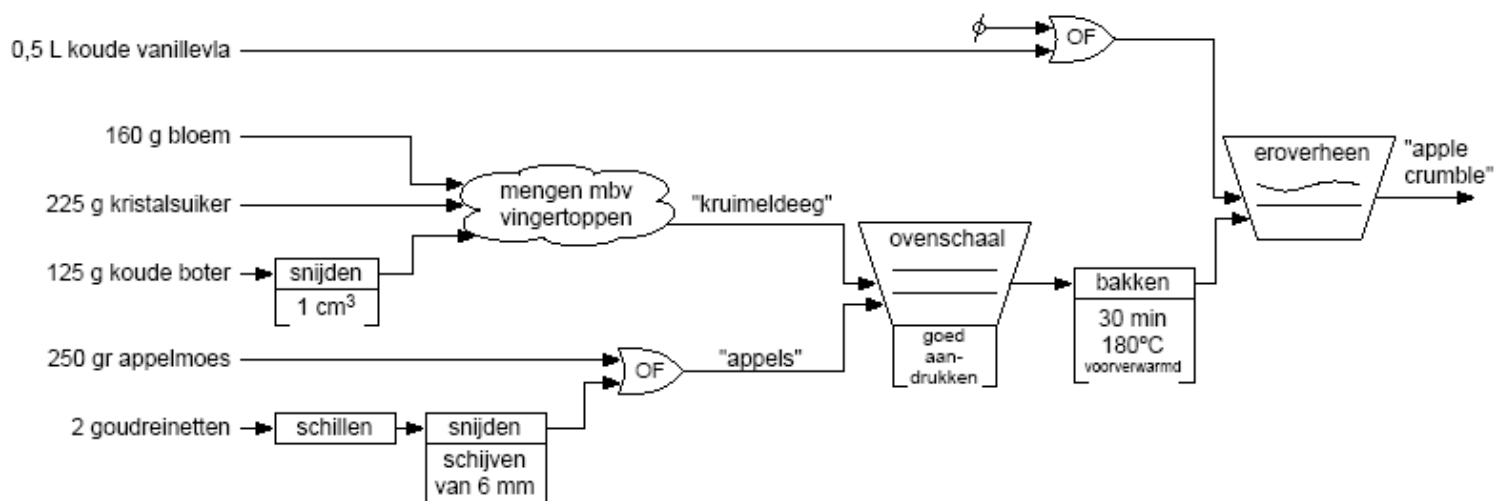 0,5 L koude vanillevla
OF
160 g bloem
225 g kristalsuiker
125 g koude boter
snijden
1 cm³
mengen mbv
vingertoppen
"kruimeldeeg"
250 gr appelmoes
2 goudreinetten
schillen
snijden
schijven
van 6 mm
OF
"appels"
ovenschaal
goed
aan-
drukken
bakken
30 min
180ºC
voorverwarmd
eroverheen
"apple
crumble"